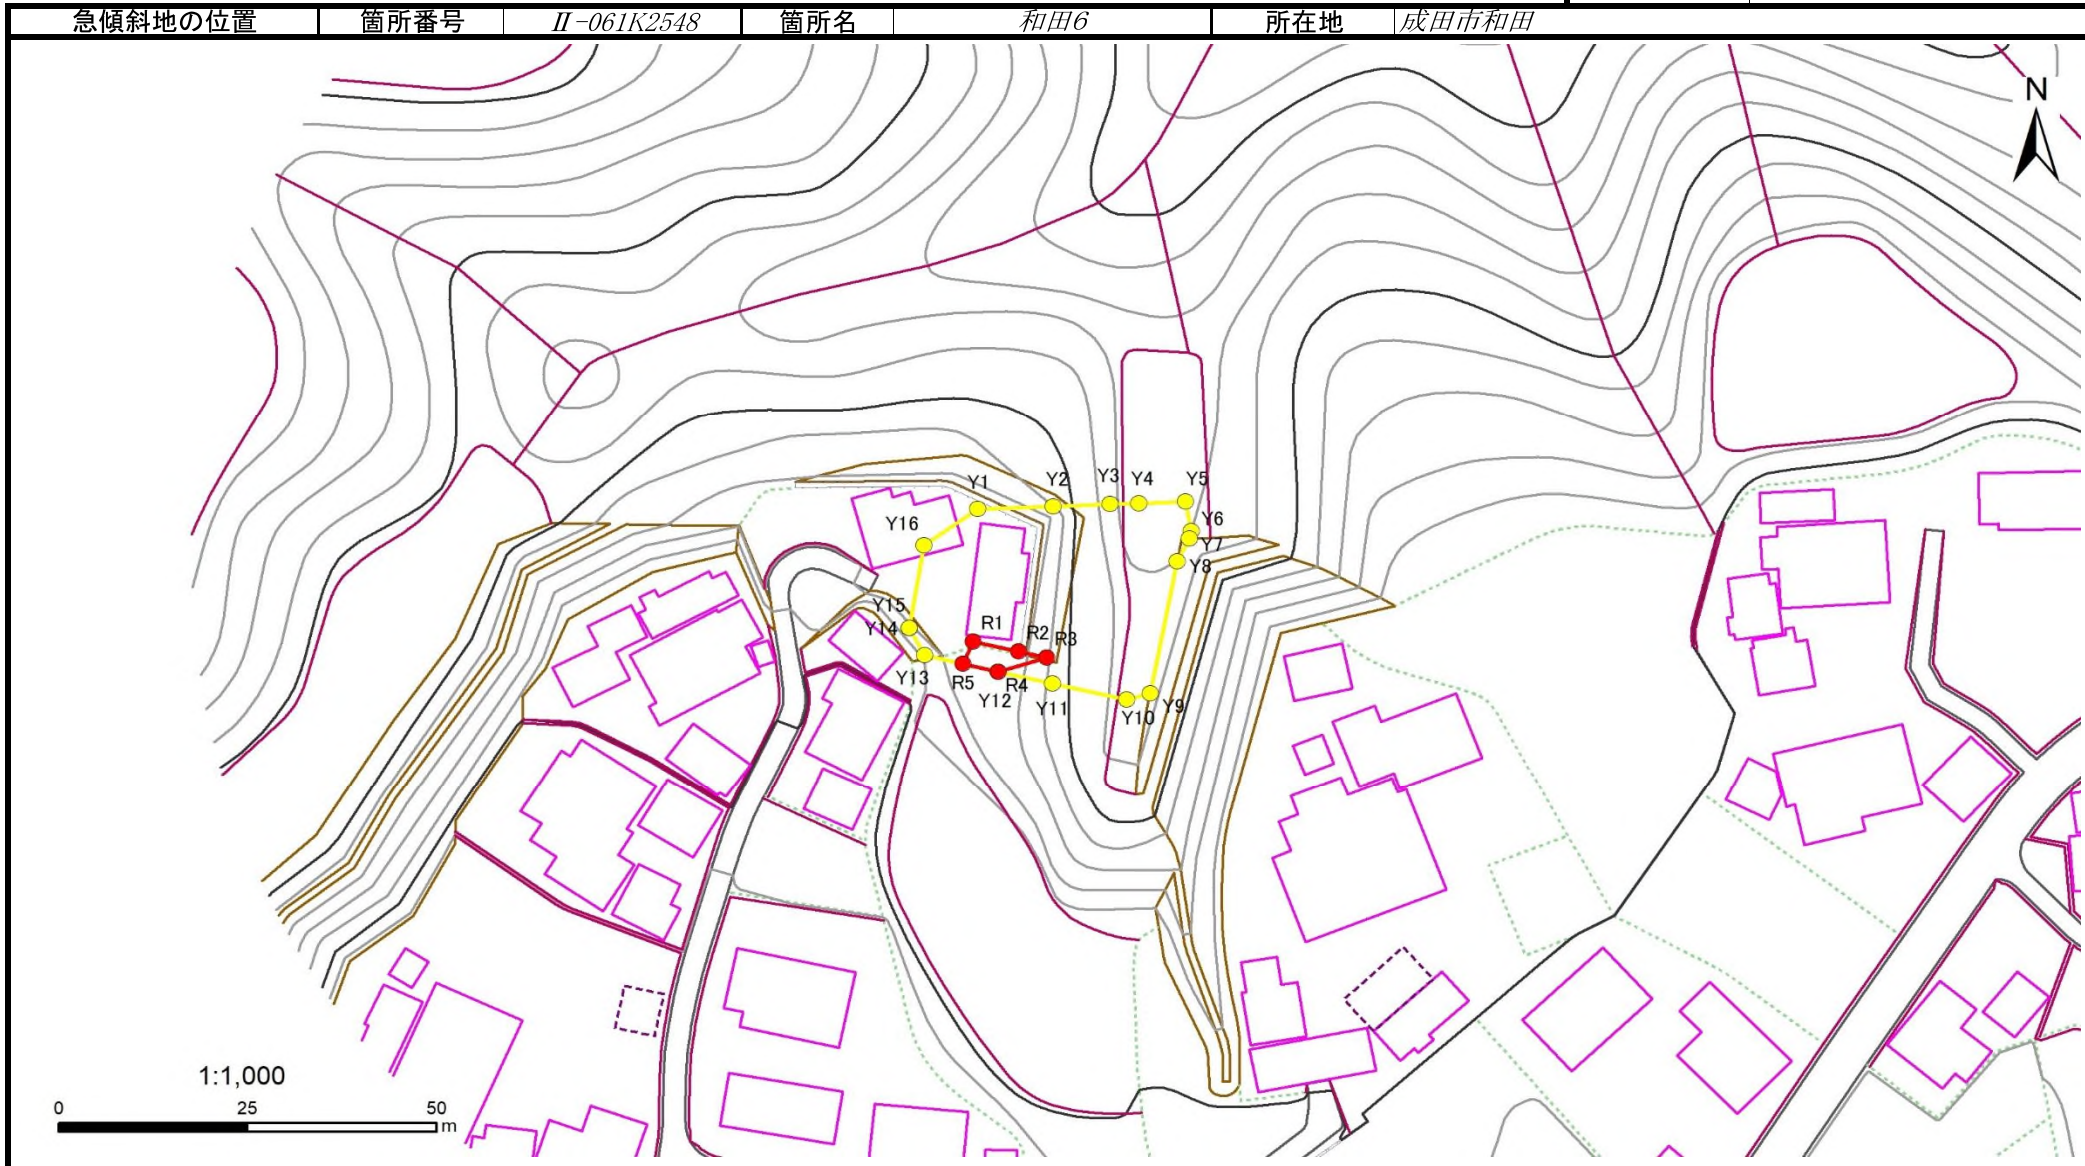 急傾斜地の位置 箇所番号 Ⅱ-061K2548 箇所名 和田6 所在地 成田市和田
N
Y1 Y2 Y3 Y4 Y5
Y16 Y6
Y7
Y8
Y15
Y14 R1 R2 R3
Y13 R5 R4
Y12 Y11 Y10 Y9
1:1,000
0 25 50
m